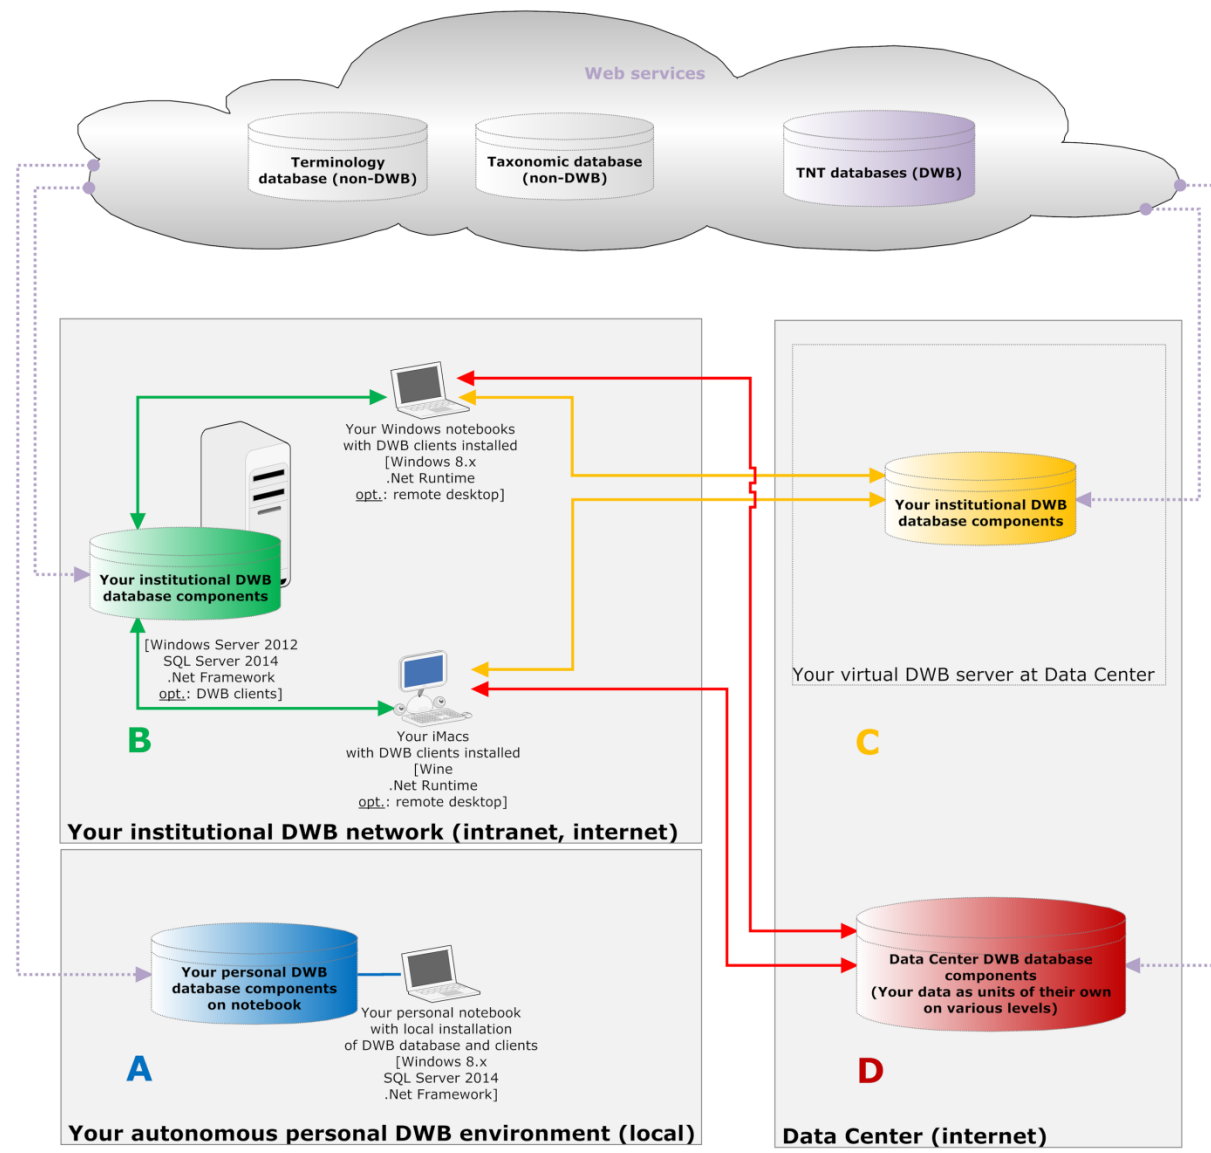 Web services
Terminology
database (non-DWB)
Taxonomic database
(non-DWB)
TNT databases (DWB)
Your Windows notebooks
with DWB clients installed
[Windows 8.x
.Net Runtime
opt.: remote desktop]
Your institutional DWB
database components
[Windows Server 2012
SQL Server 2014
.Net Framework
opt.: DWB clients]
B
Your iMacs
with DWB clients installed
[Wine
.Net Runtime
opt.: remote desktop]
Your institutional DWB network (intranet, internet)
Your personal DWB
database components
on notebook
Your personal notebook
with local installation
of DWB database and clients
[Windows 8.x
SQL Server 2014
.Net Framework]
A
Your autonomous personal DWB environment (local)
Your institutional DWB
database components
Your virtual DWB server at Data Center
C
Data Center DWB database
components
(Your data as units of their own
on various levels)
D
Data Center (internet)